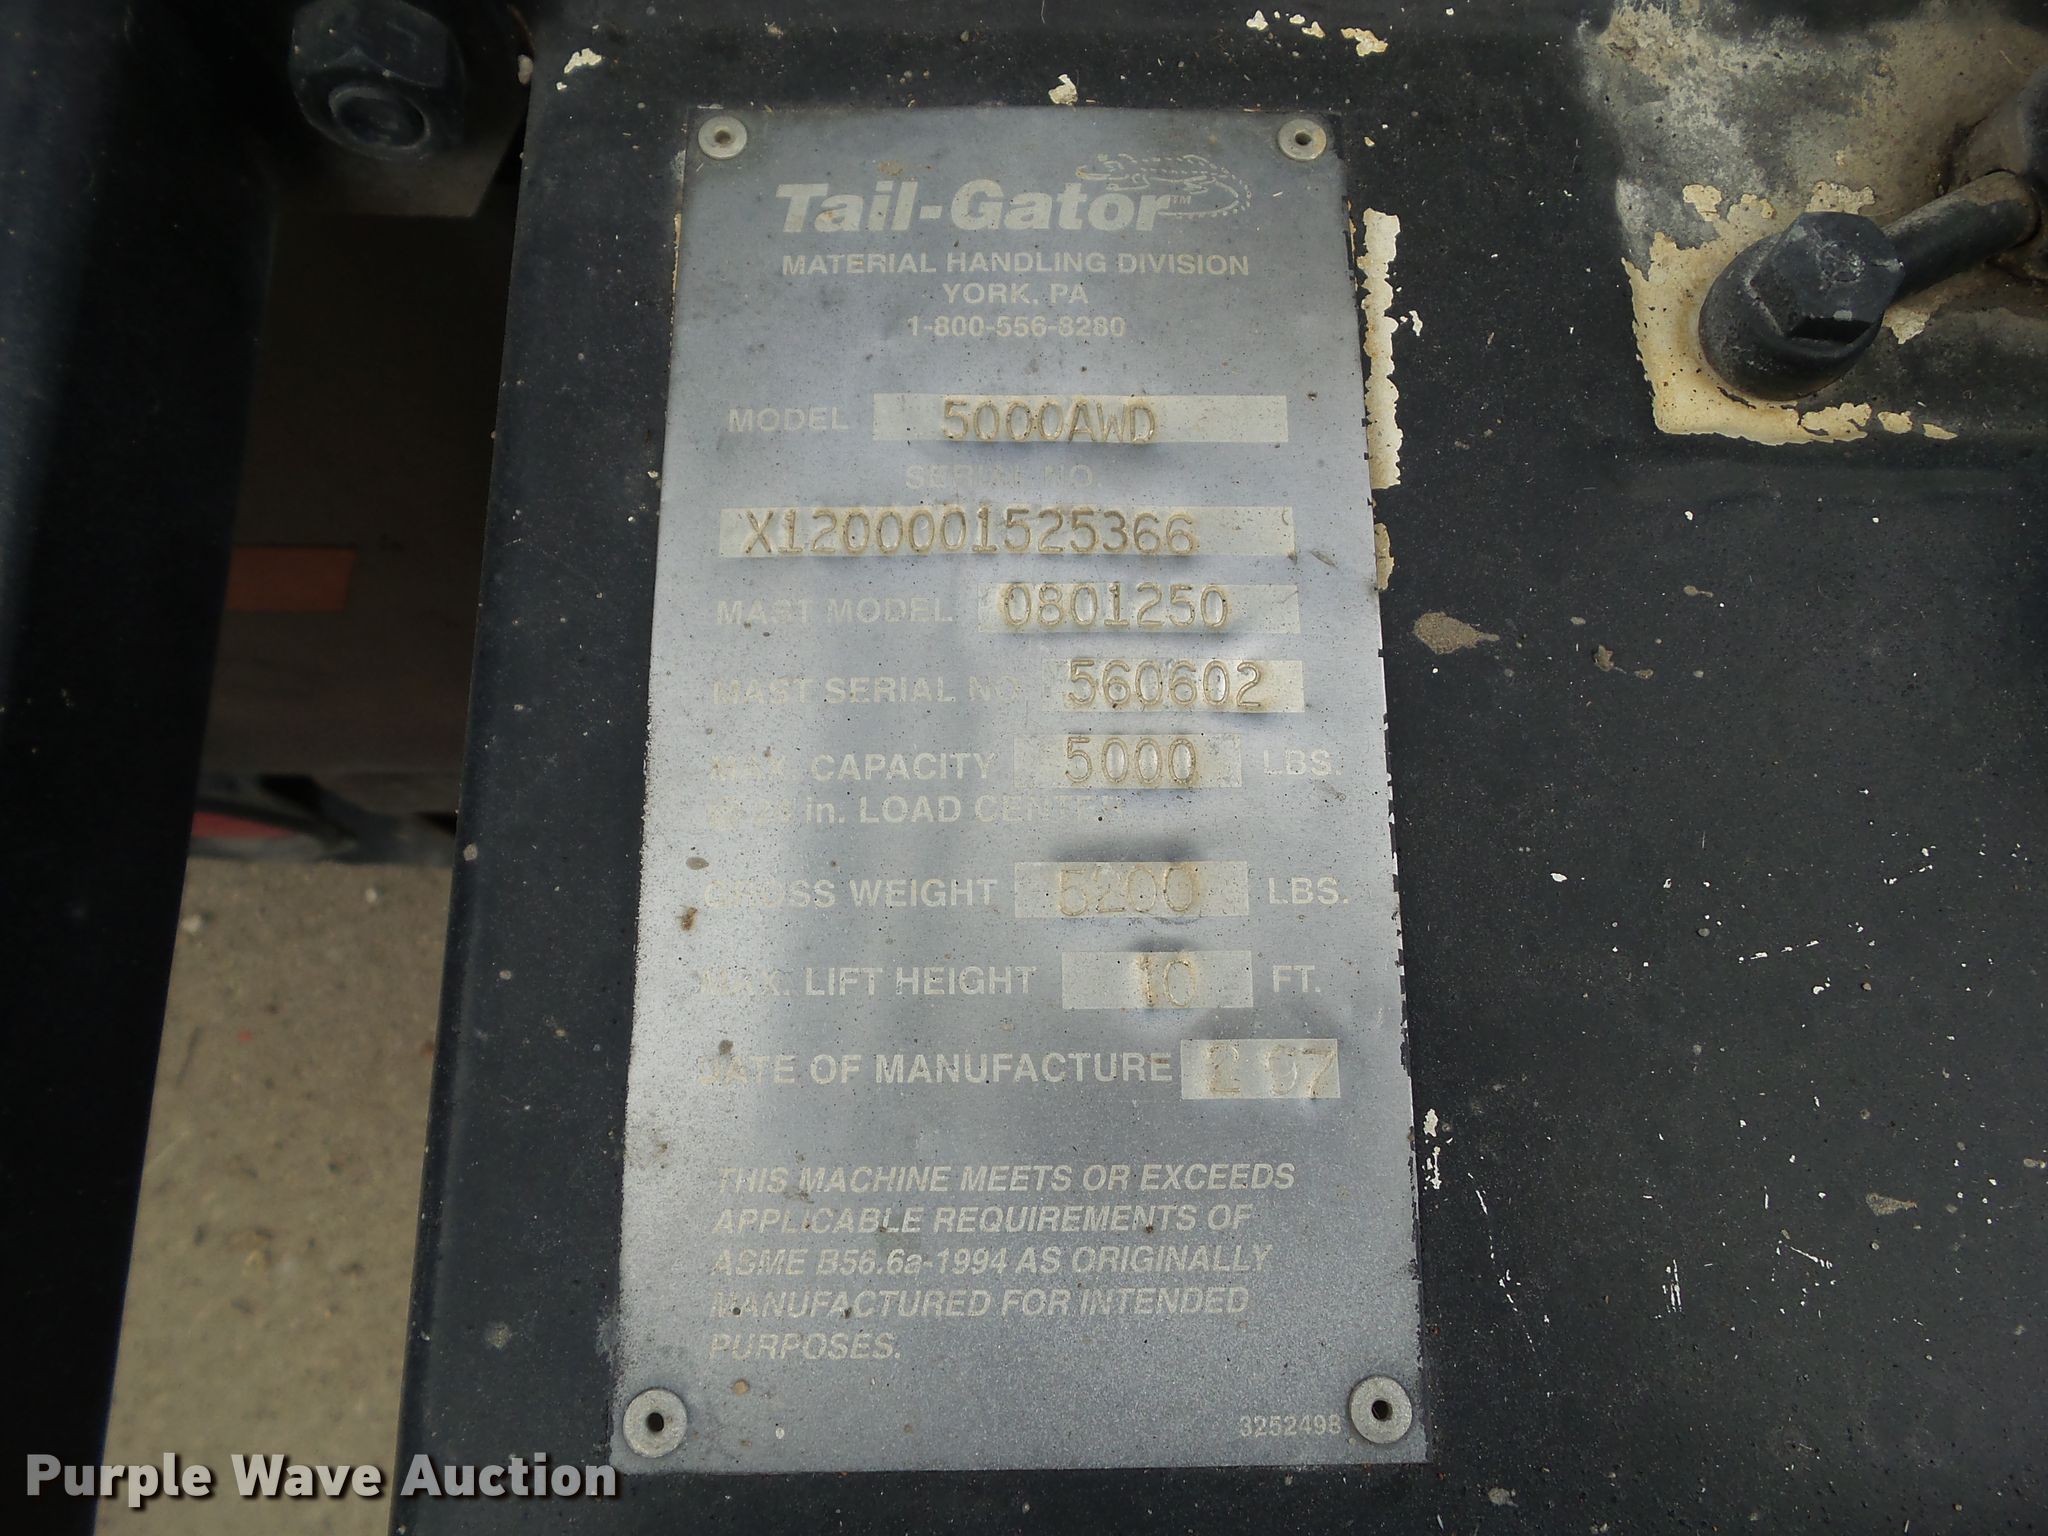 Tail-Gator™
MATERIAL HANDLING DIVISION
YORK, PA
1-800-556-8280
MODEL 5000AWD
SERIAL NO.
X1200001525366
MAST MODEL 0801250
MAST SERIAL NO 560602
MAX. CAPACITY 5000 LBS.
in. LOAD CENTER
GROSS WEIGHT 5200 LBS.
MAX. LIFT HEIGHT 10 FT.
DATE OF MANUFACTURE 2 97
THIS MACHINE MEETS OR EXCEEDS
APPLICABLE REQUIREMENTS OF
ASME B56.6a-1994 AS ORIGINALLY
MANUFACTURED FOR INTENDED
PURPOSES.
3252498
Purple Wave Auction